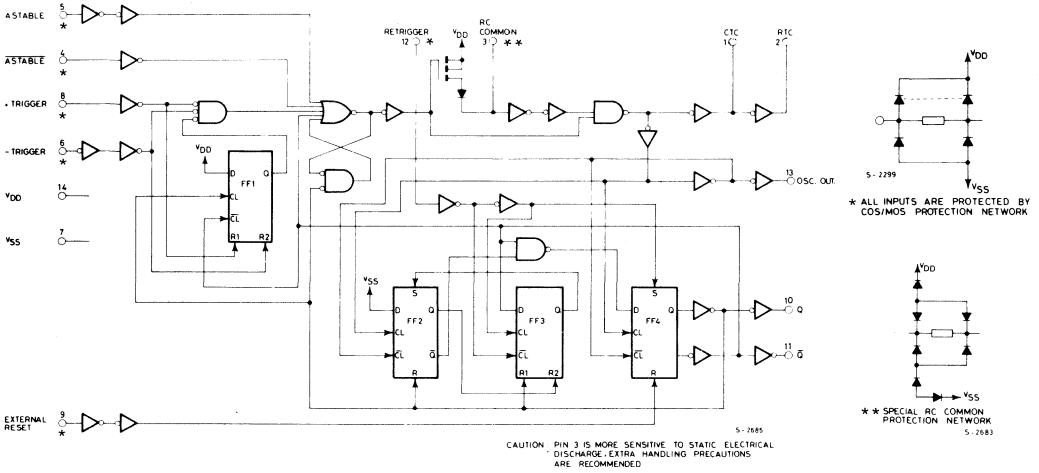 ASTABLE
5
*
ASTABLE
4
*
+ TRIGGER
8
*
- TRIGGER
6
*
VDD
14
VSS
7
EXTERNAL
RESET
9
*
RETRIGGER *
12
VDD
RC
COMMON
3 * *
CTC
1
RTC
2
VDD
D Q
FF1
CL
CL
R1 R2
13
OSC. OUT.
VSS
S
D Q
FF2
CL
CL Q
R
D Q
FF3
CL
CL
R1 R2
S
D Q
FF4
CL
CL Q
R
10
Q
11
Q
S-2685
CAUTION PIN 3 IS MORE SENSITIVE TO STATIC ELECTRICAL
DISCHARGE. EXTRA HANDLING PRECAUTIONS
ARE RECOMMENDED
VDD
S-2299
VSS
* ALL INPUTS ARE PROTECTED BY
COS/MOS PROTECTION NETWORK
VDD
VSS
* * SPECIAL RC COMMON
PROTECTION NETWORK
S-2683